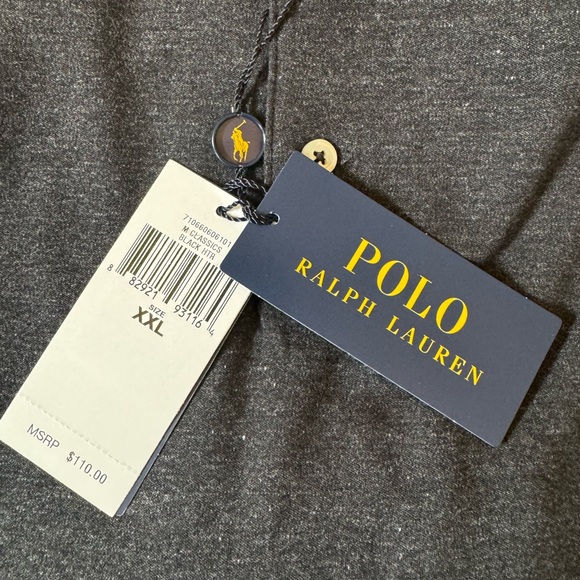 710660606101
M CLASSICS
BLACK HTR
8 82921 93116 4
SIZE
XXL
MSRP $110.00
POLO
RALPH LAUREN